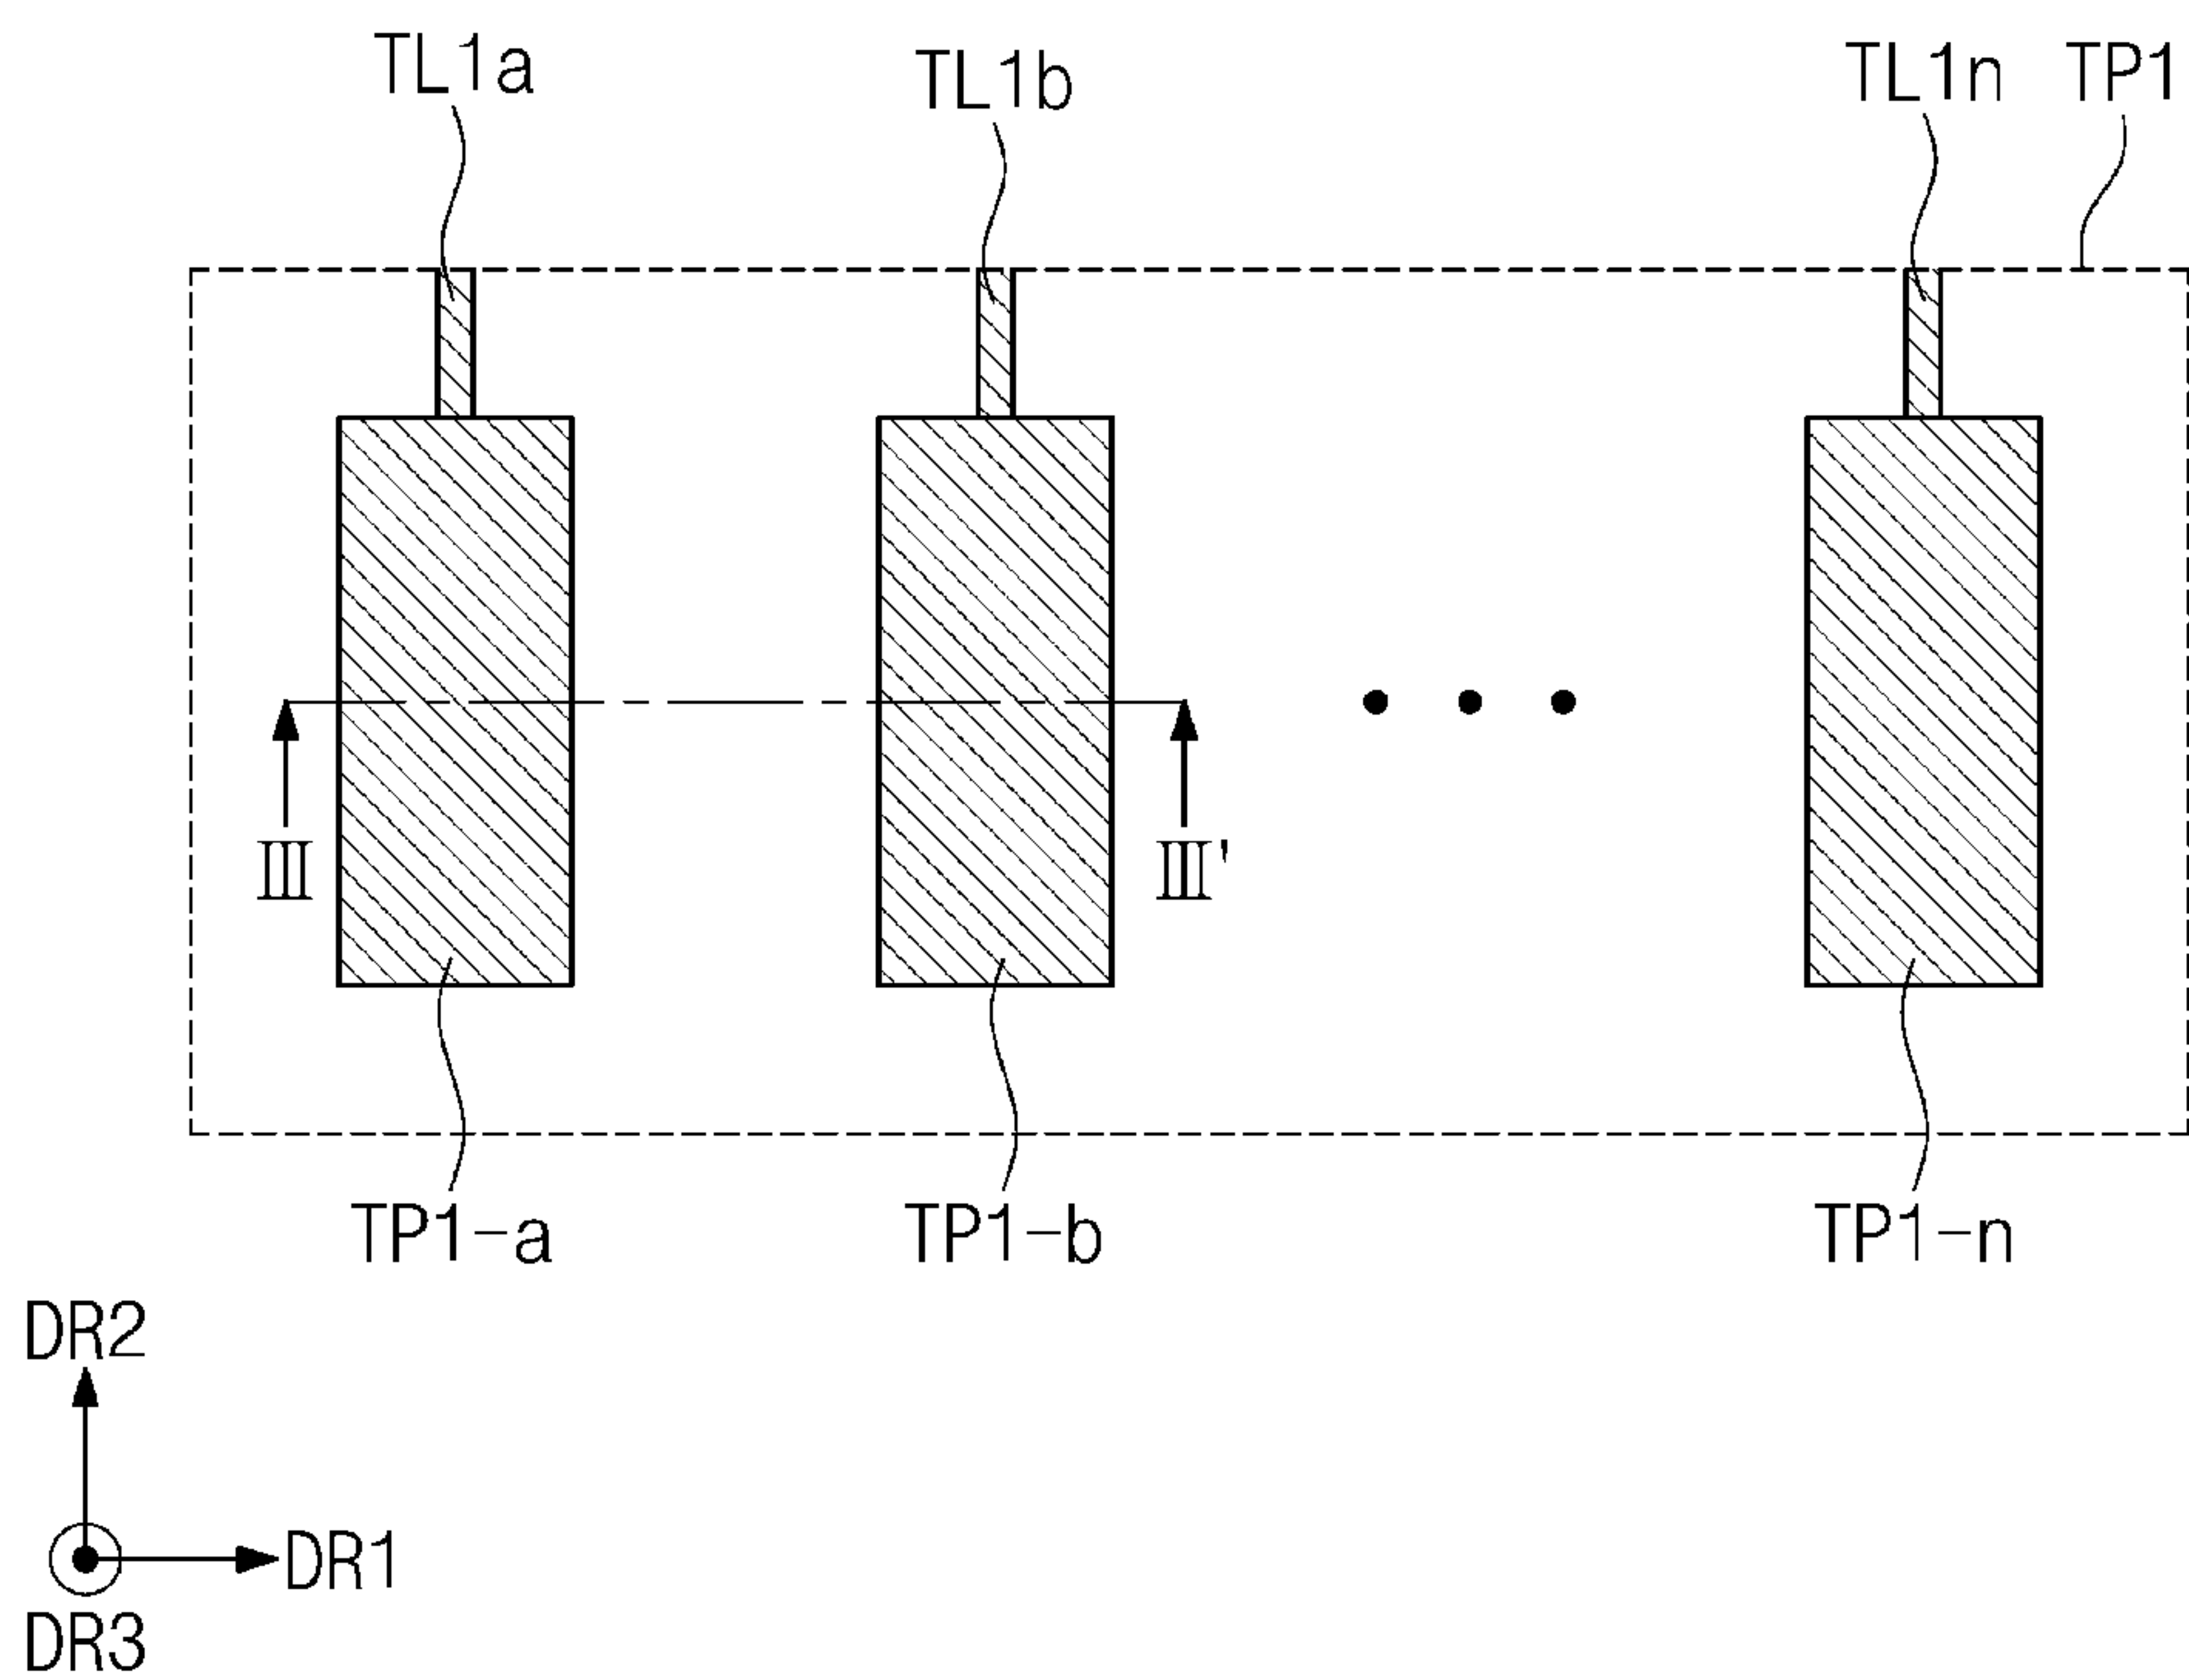 TL1a TL1b TL1n TP1
Ⅲ Ⅲ'
TP1-a TP1-b TP1-n
DR2
DR1
DR3